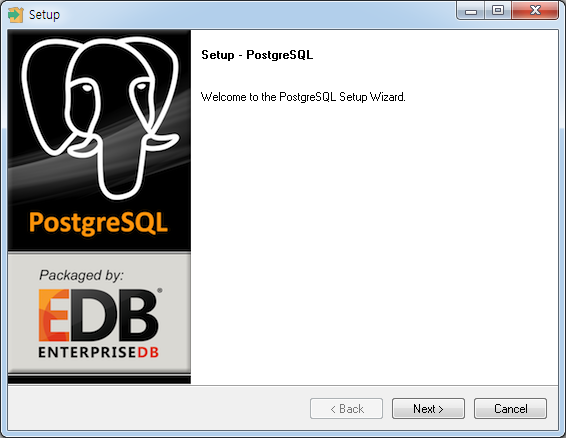 Setup
Setup - PostgreSQL
Welcome to the PostgreSQL Setup Wizard.
PostgreSQL
Packaged by:
EDB®
ENTERPRISEDB
< Back
Next >
Cancel